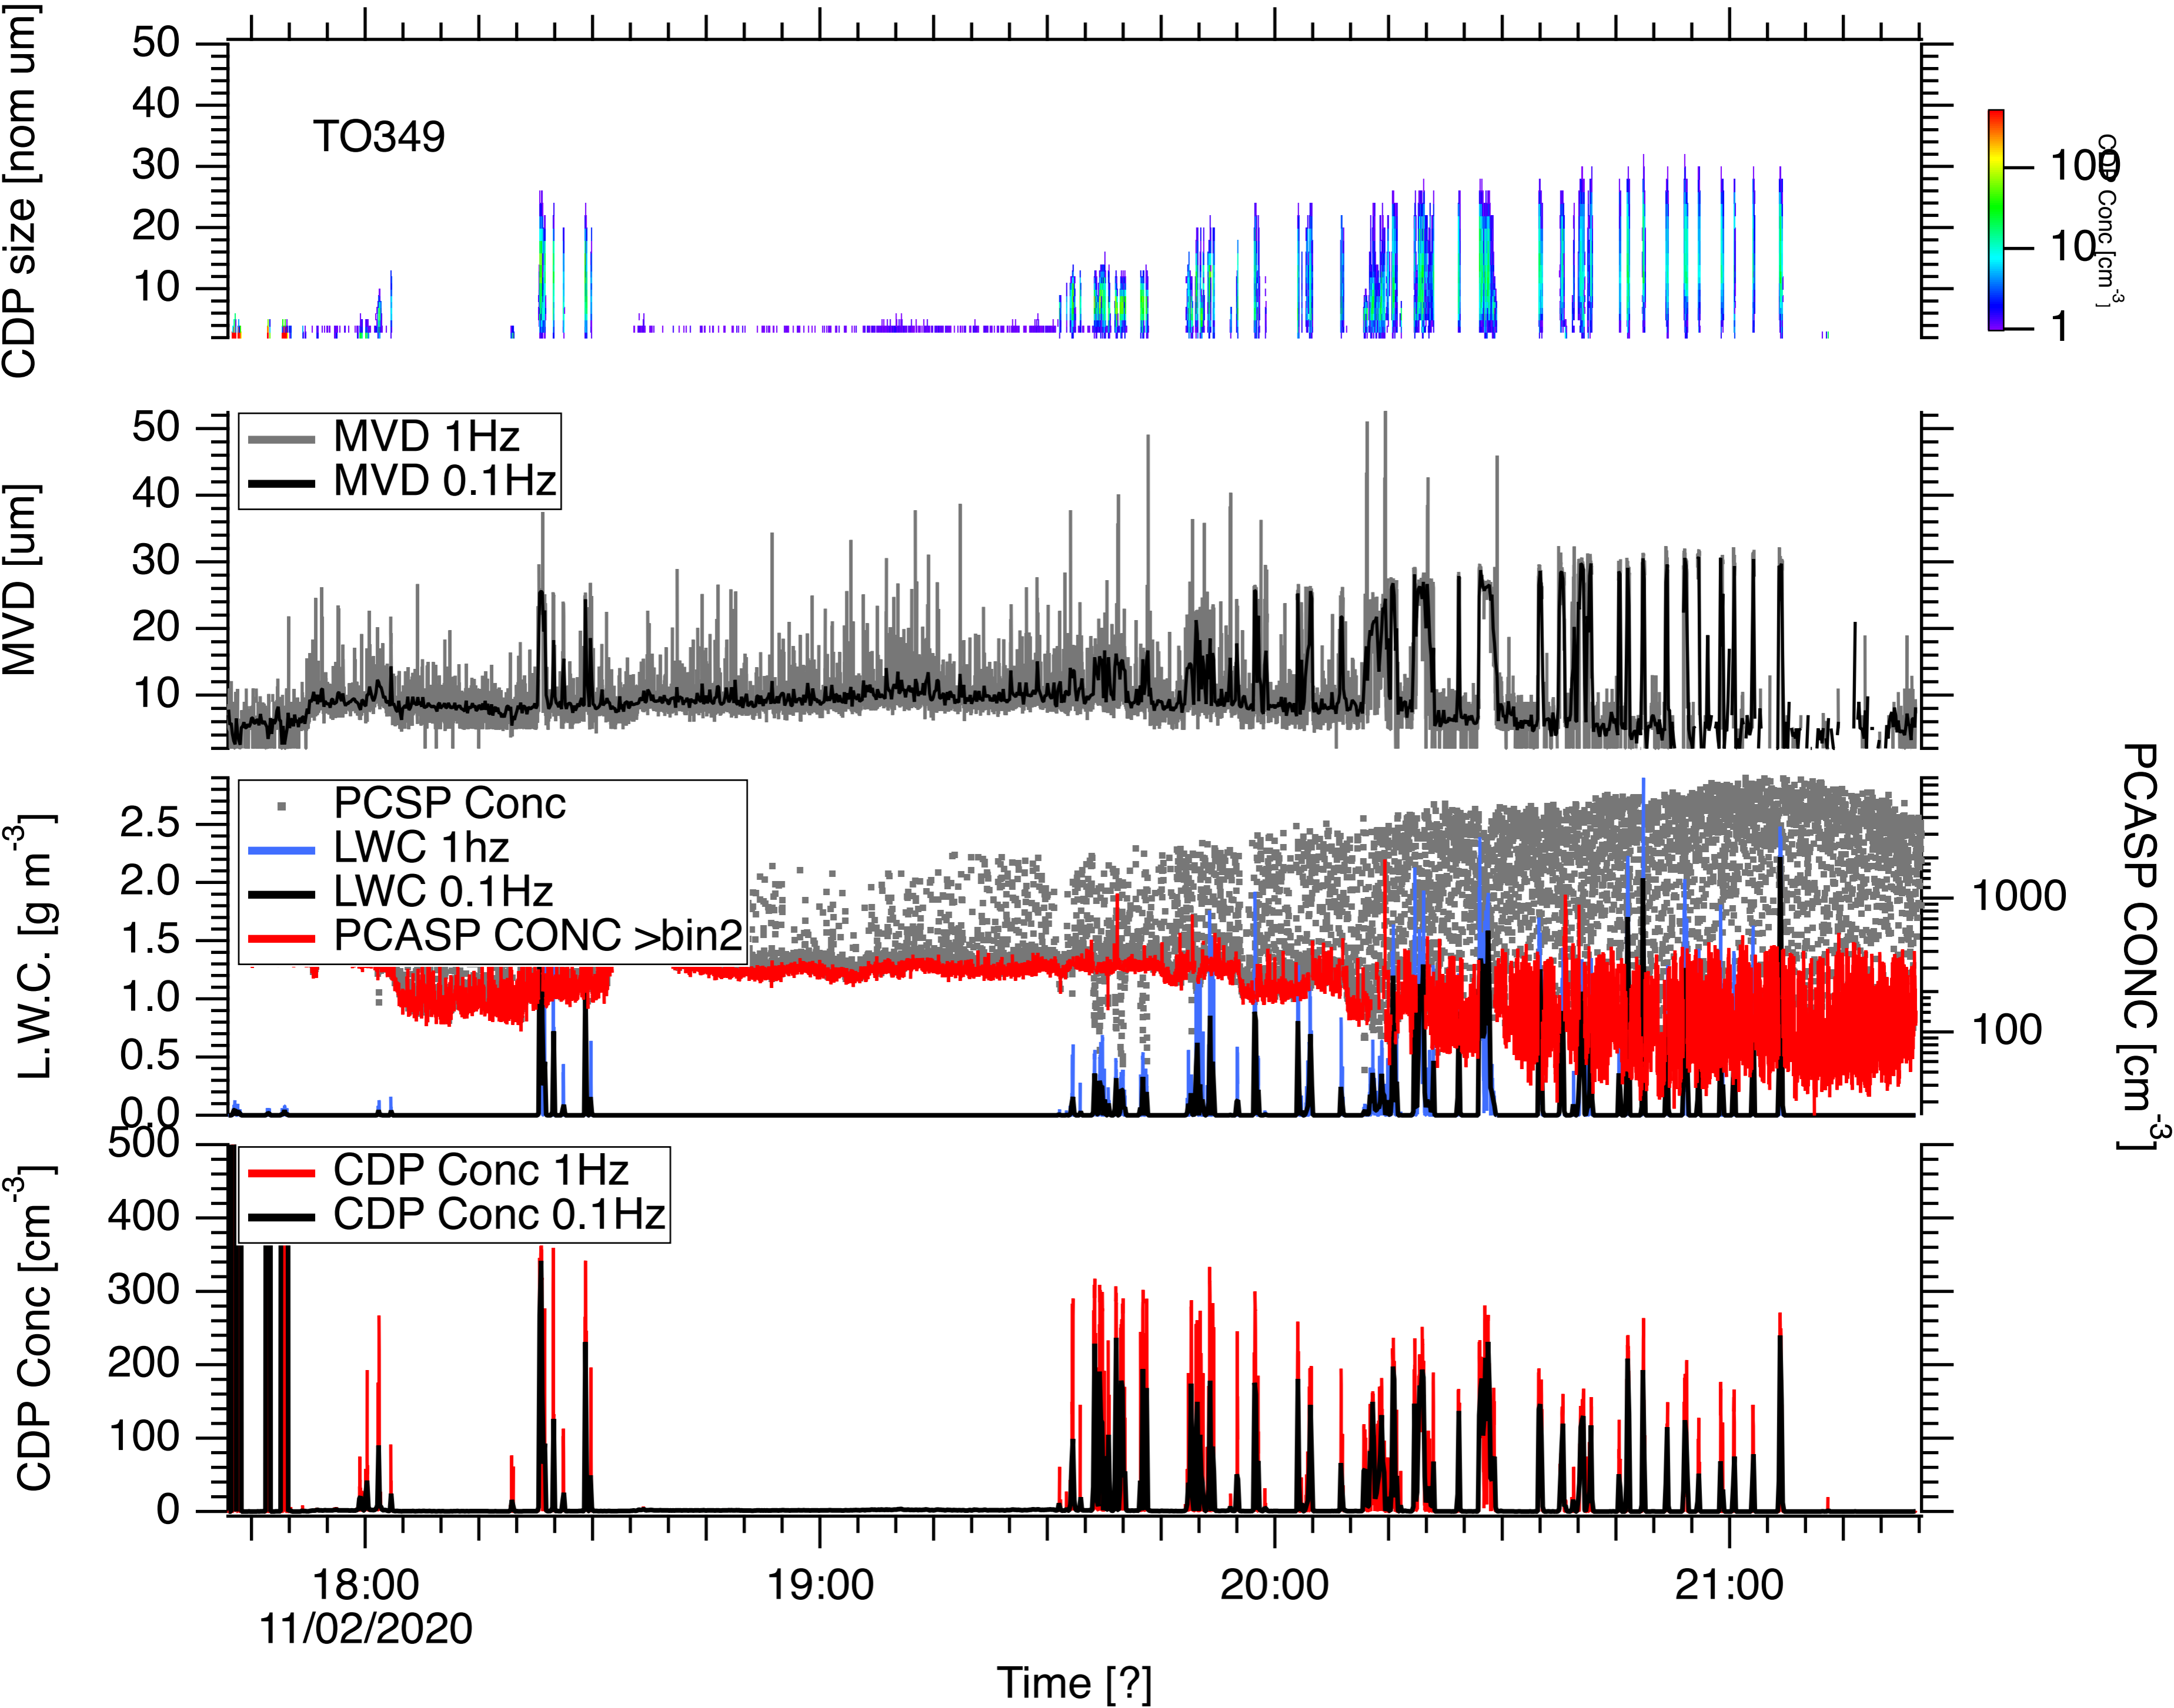 CDP size [nom um]
50
40
30
20
10
TO349
100
10
1
CDP Conc [cm-3]
MVD [um]
50
40
30
20
10
MVD 1Hz
MVD 0.1Hz
L.W.C. [g m-3]
2.5
2.0
1.5
1.0
0.5
0.0
PCSP Conc
LWC 1hz
LWC 0.1Hz
PCASP CONC >bin2
1000
100
PCASP CONC [cm-3]
CDP Conc [cm-3]
500
400
300
200
100
0
CDP Conc 1Hz
CDP Conc 0.1Hz
18:00
19:00
20:00
21:00
11/02/2020
Time [?]